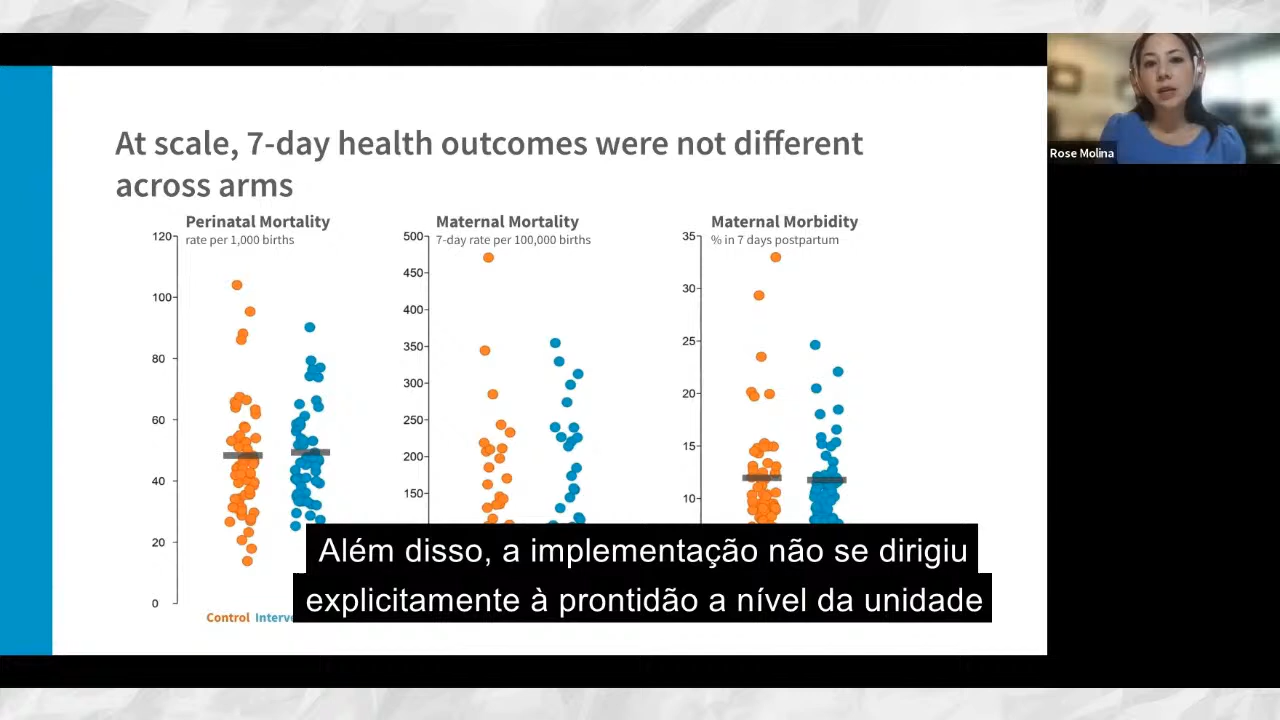 At scale, 7-day health outcomes were not different
across arms
Perinatal Mortality
rate per 1,000 births
120
100
80
60
40
20
0
Control
Maternal Mortality
7-day rate per 100,000 births
500
450
400
350
300
250
200
150
Maternal Morbidity
% in 7 days postpartum
35
30
25
20
15
10
Rose Molina
Além disso, a implementação não se dirigiu
explicitamente à prontidão a nível da unidade